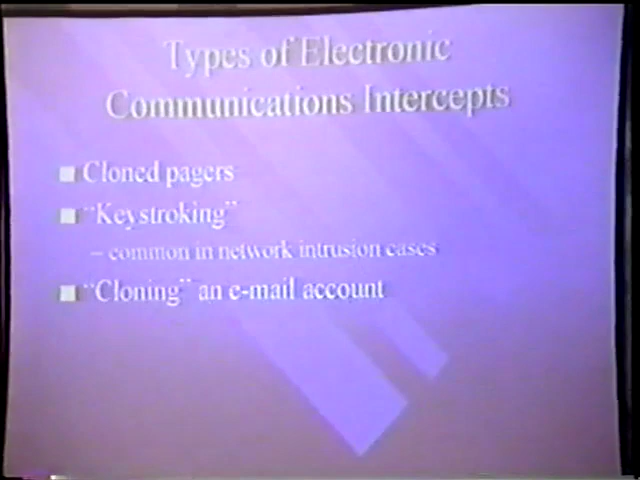 Types of Electronic
Communications Intercepts
Cloned pagers
“Keystroking”
– common in network intrusion cases
“Cloning” an e-mail account